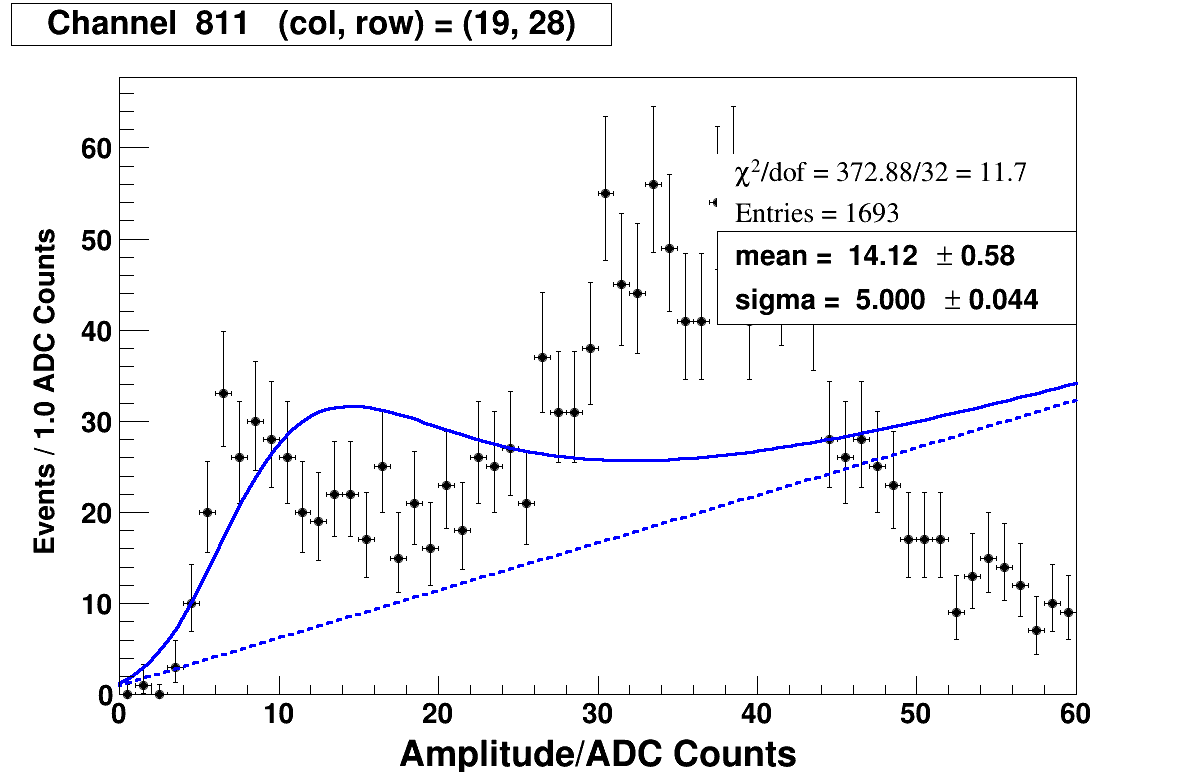 Channel 811 (col, row) = (19, 28)
Events / 1.0 ADC Counts
60
50
40
30
20
10
0
χ²/dof = 372.88/32 = 11.7
Entries = 1693
mean = 14.12 ± 0.58
sigma = 5.000 ± 0.044
0 10 20 30 40 50 60
Amplitude/ADC Counts